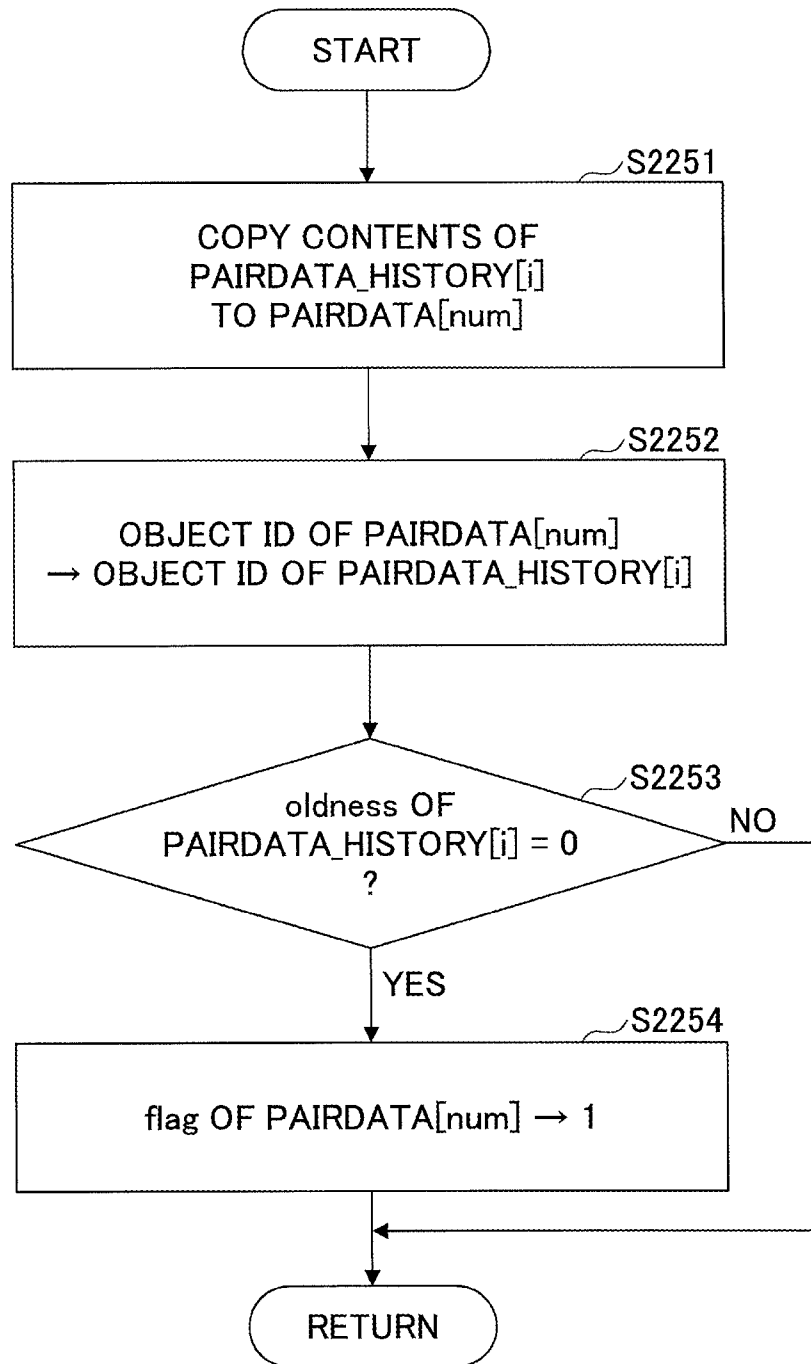 START
S2251
COPY CONTENTS OF
PAIRDATA_HISTORY[i]
TO PAIRDATA[num]
S2252
OBJECT ID OF PAIRDATA[num]
→ OBJECT ID OF PAIRDATA_HISTORY[i]
S2253
oldness OF
PAIRDATA_HISTORY[i] = 0
?
NO
YES
S2254
flag OF PAIRDATA[num] → 1
RETURN